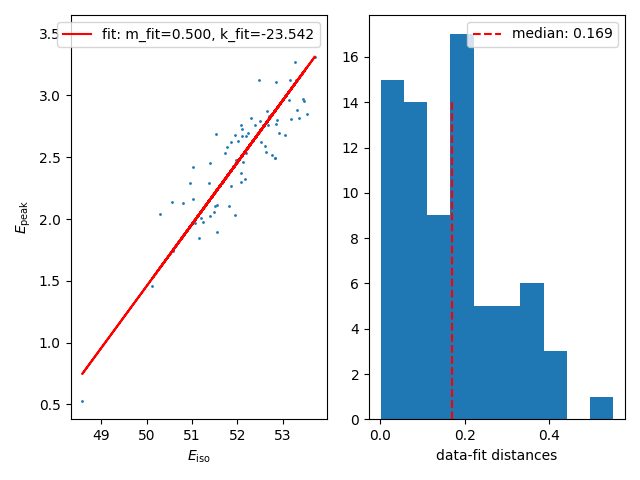 fit: m_fit=0.500, k_fit=-23.542
3.5
3.0
2.5
2.0
1.5
1.0
0.5
E_peak
49 50 51 52 53
E_iso
median: 0.169
16
14
12
10
8
6
4
2
0
0.0 0.2 0.4
data-fit distances